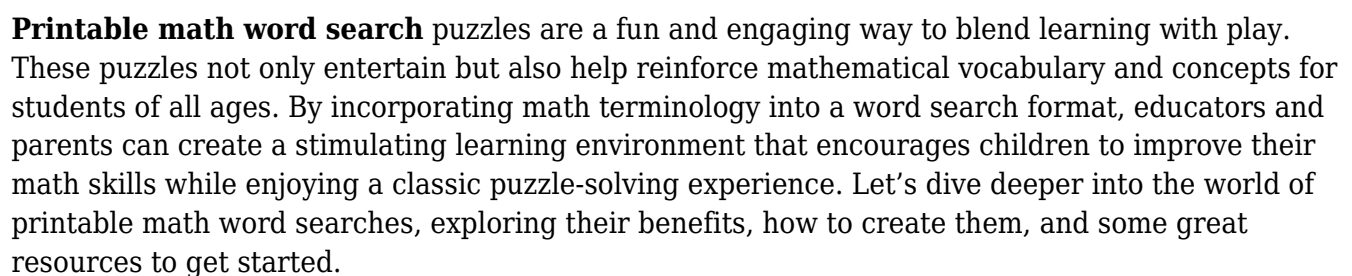 Printable math word search puzzles are a fun and engaging way to blend learning with play.
These puzzles not only entertain but also help reinforce mathematical vocabulary and concepts for
students of all ages. By incorporating math terminology into a word search format, educators and
parents can create a stimulating learning environment that encourages children to improve their
math skills while enjoying a classic puzzle-solving experience. Let’s dive deeper into the world of
printable math word searches, exploring their benefits, how to create them, and some great
resources to get started.